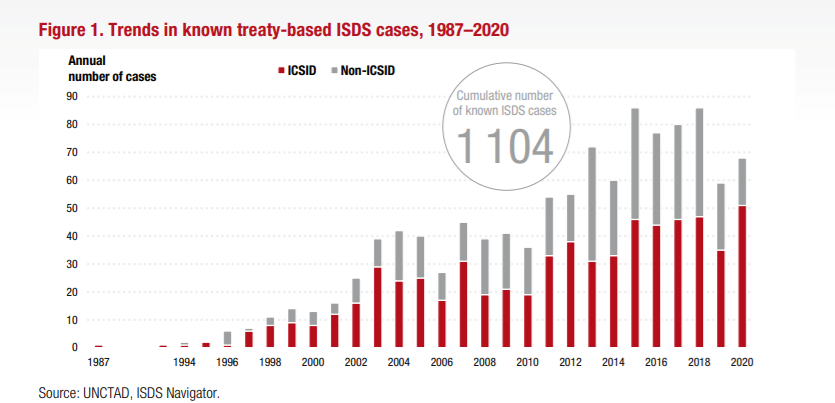 Figure 1. Trends in known treaty-based ISDS cases, 1987–2020
Annual
number of cases
ICSID Non-ICSID
Cumulative number
of known ISDS cases
1 104
90
80
70
60
50
40
30
20
10
0
1987 1994 1996 1998 2000 2002 2004 2006 2008 2010 2012 2014 2016 2018 2020
Source: UNCTAD, ISDS Navigator.